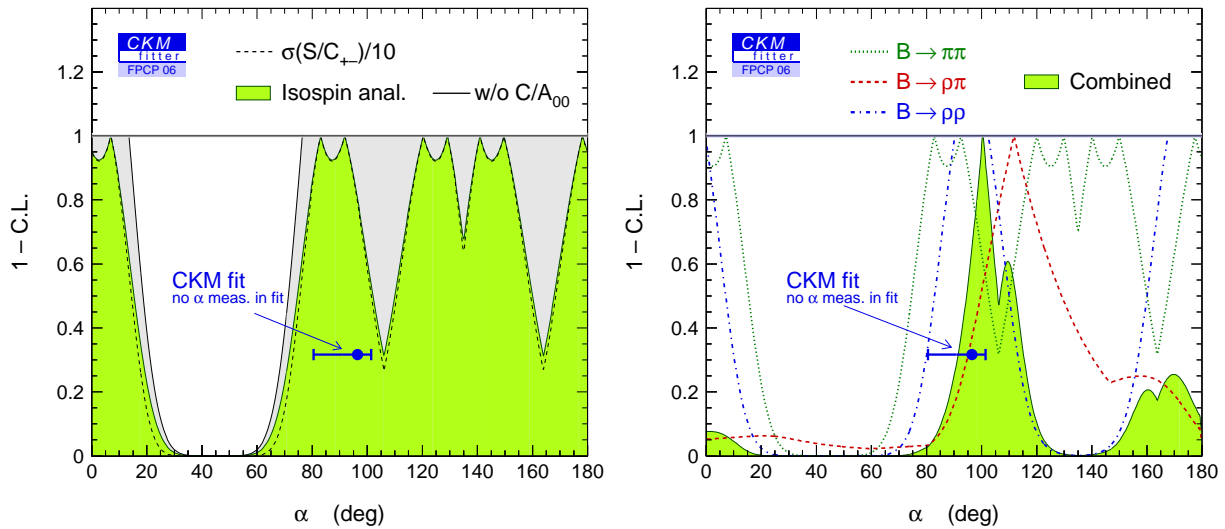 CKM
fitter
FPCP 06
σ(S/C+–)/10
Isospin anal.
w/o C/A00
1.2
1
0.8
0.6
0.4
0.2
0
1 – C.L.
CKM fit
no α meas. in fit
0 20 40 60 80 100 120 140 160 180
α (deg)
CKM
fitter
FPCP 06
B → ππ
B → ρπ
B → ρρ
Combined
1.2
1
0.8
0.6
0.4
0.2
0
1 – C.L.
CKM fit
no α meas. in fit
0 20 40 60 80 100 120 140 160 180
α (deg)